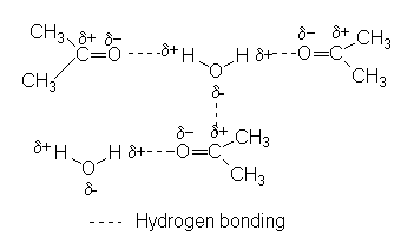 CH₃ δ+ δ- C=O ---- δ+ H H δ+ ---- δ- δ+ O=C CH₃
CH₃ O CH₃
δ-
δ+ H H δ+ ---- δ- δ+ O=C CH₃
O CH₃
δ-
---- Hydrogen bonding